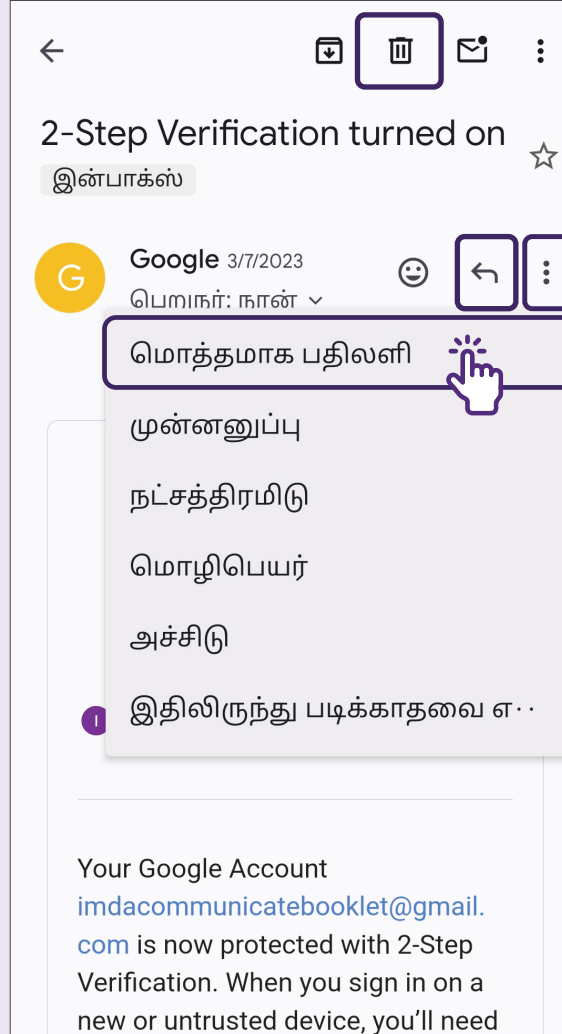 2-Step Verification turned on
இன்பாக்ஸ்
G
Google 3/7/2023
பெறுநர்: நான்
மொத்தமாக பதிலளி
முன்னனுப்பு
நட்சத்திரமிடு
மொழிபெயர்
அச்சிடு
இதிலிருந்து படிக்காதவை எ··
I
Your Google Account
imdacommunicatebooklet@gmail.
com is now protected with 2-Step
Verification. When you sign in on a
new or untrusted device, you’ll need